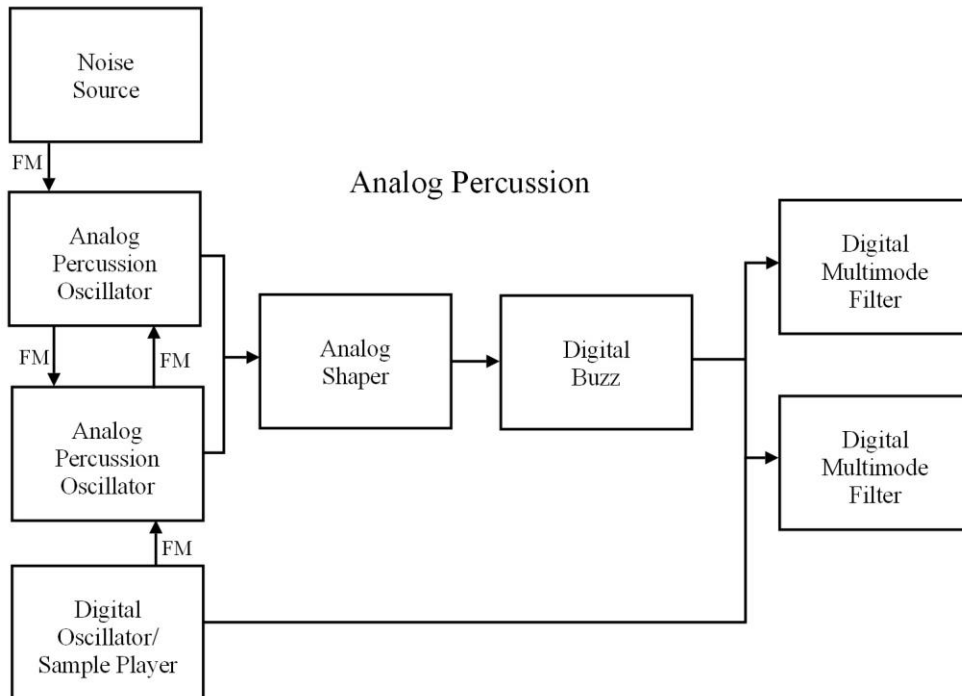 Noise
Source
FM
Analog Percussion
Analog
Percussion
Oscillator
Digital
Multimode
Filter
FM
FM
Analog
Shaper
Digital
Buzz
Analog
Percussion
Oscillator
Digital
Multimode
Filter
FM
Digital
Oscillator/
Sample Player